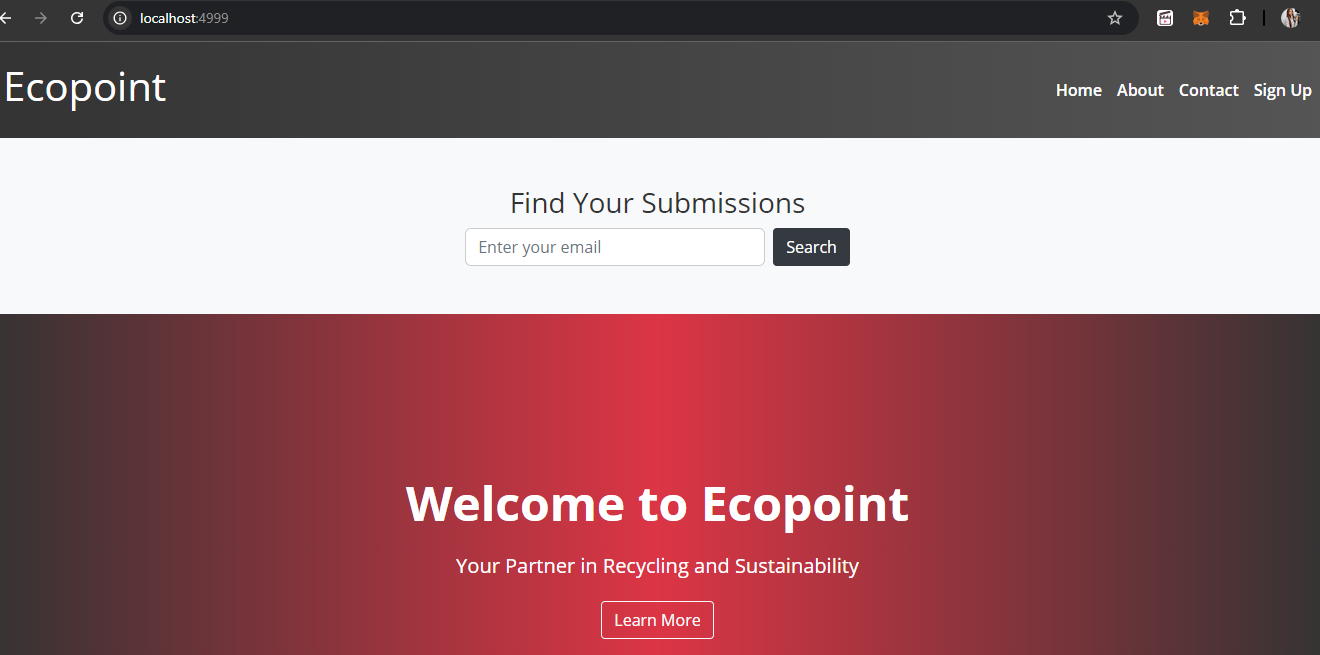 localhost:4999
Ecopoint
Home About Contact Sign Up
Find Your Submissions
Enter your email Search
Welcome to Ecopoint
Your Partner in Recycling and Sustainability
Learn More